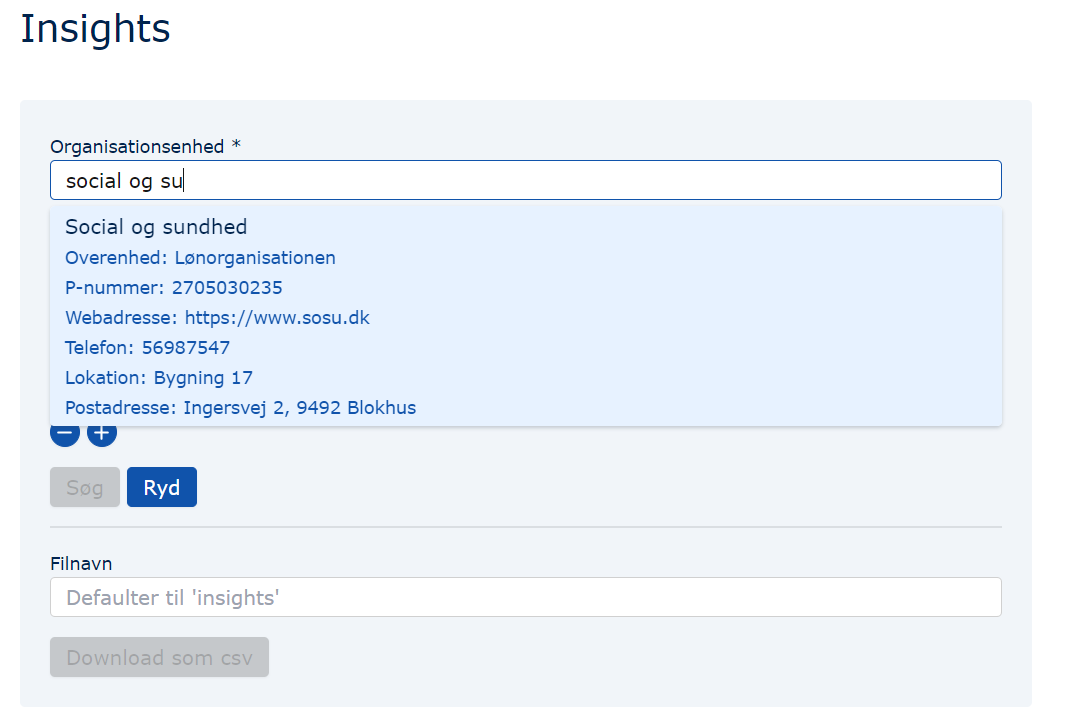 Insights
Organisationsenhed *
social og su
Social og sundhed
Overenhed: Lønorganisationen
P-nummer: 2705030235
Webadresse: https://www.sosu.dk
Telefon: 56987547
Lokation: Bygning 17
Postadresse: Ingersvej 2, 9492 Blokhus
Søg Ryd
Filnavn
Defaulter til 'insights'
Download som csv